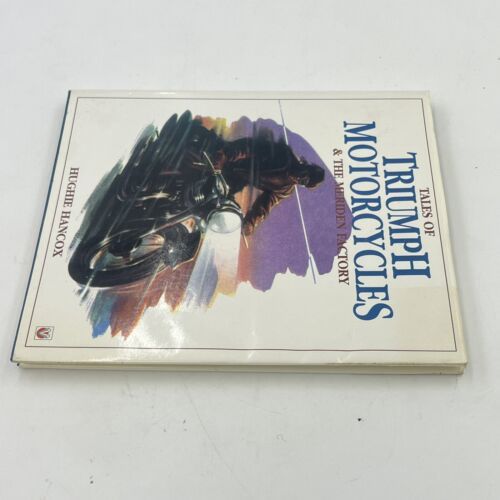 TALES OF
TRIUMPH
MOTORCYCLES
& THE MERIDEN FACTORY
HUGHIE HANCOX